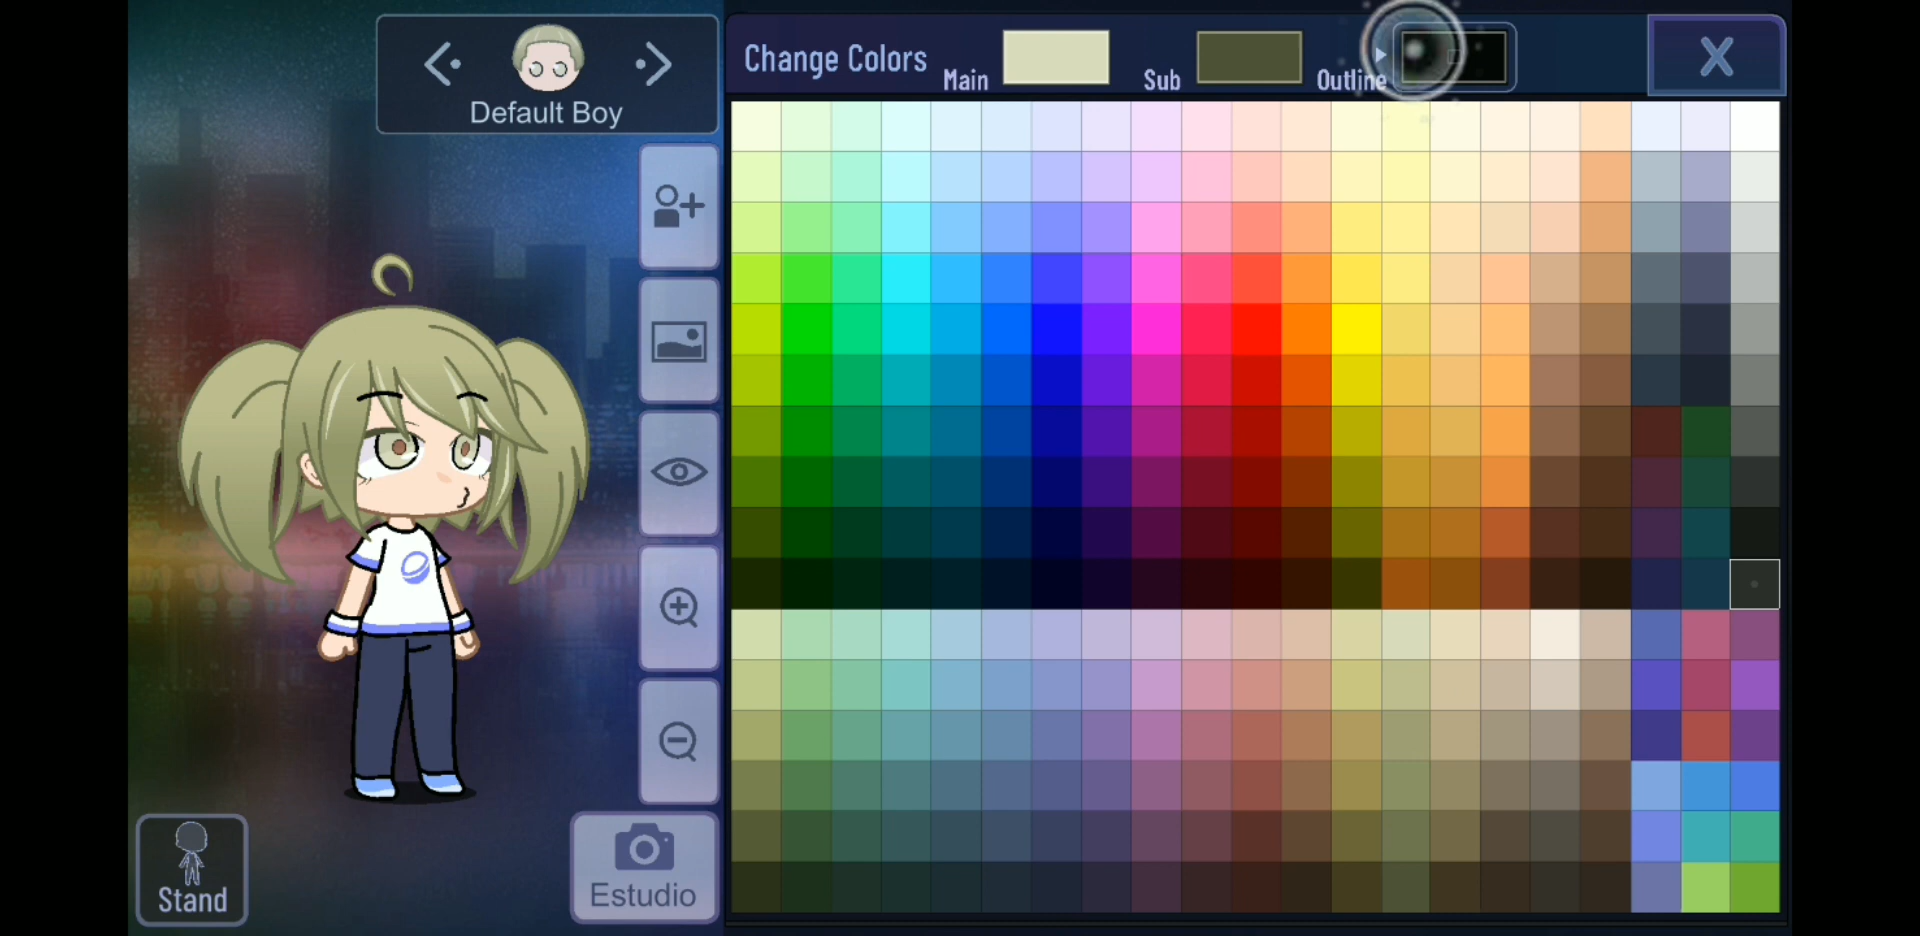 Default Boy
Change Colors
Main
Sub
Outline
X
Stand
Estudio